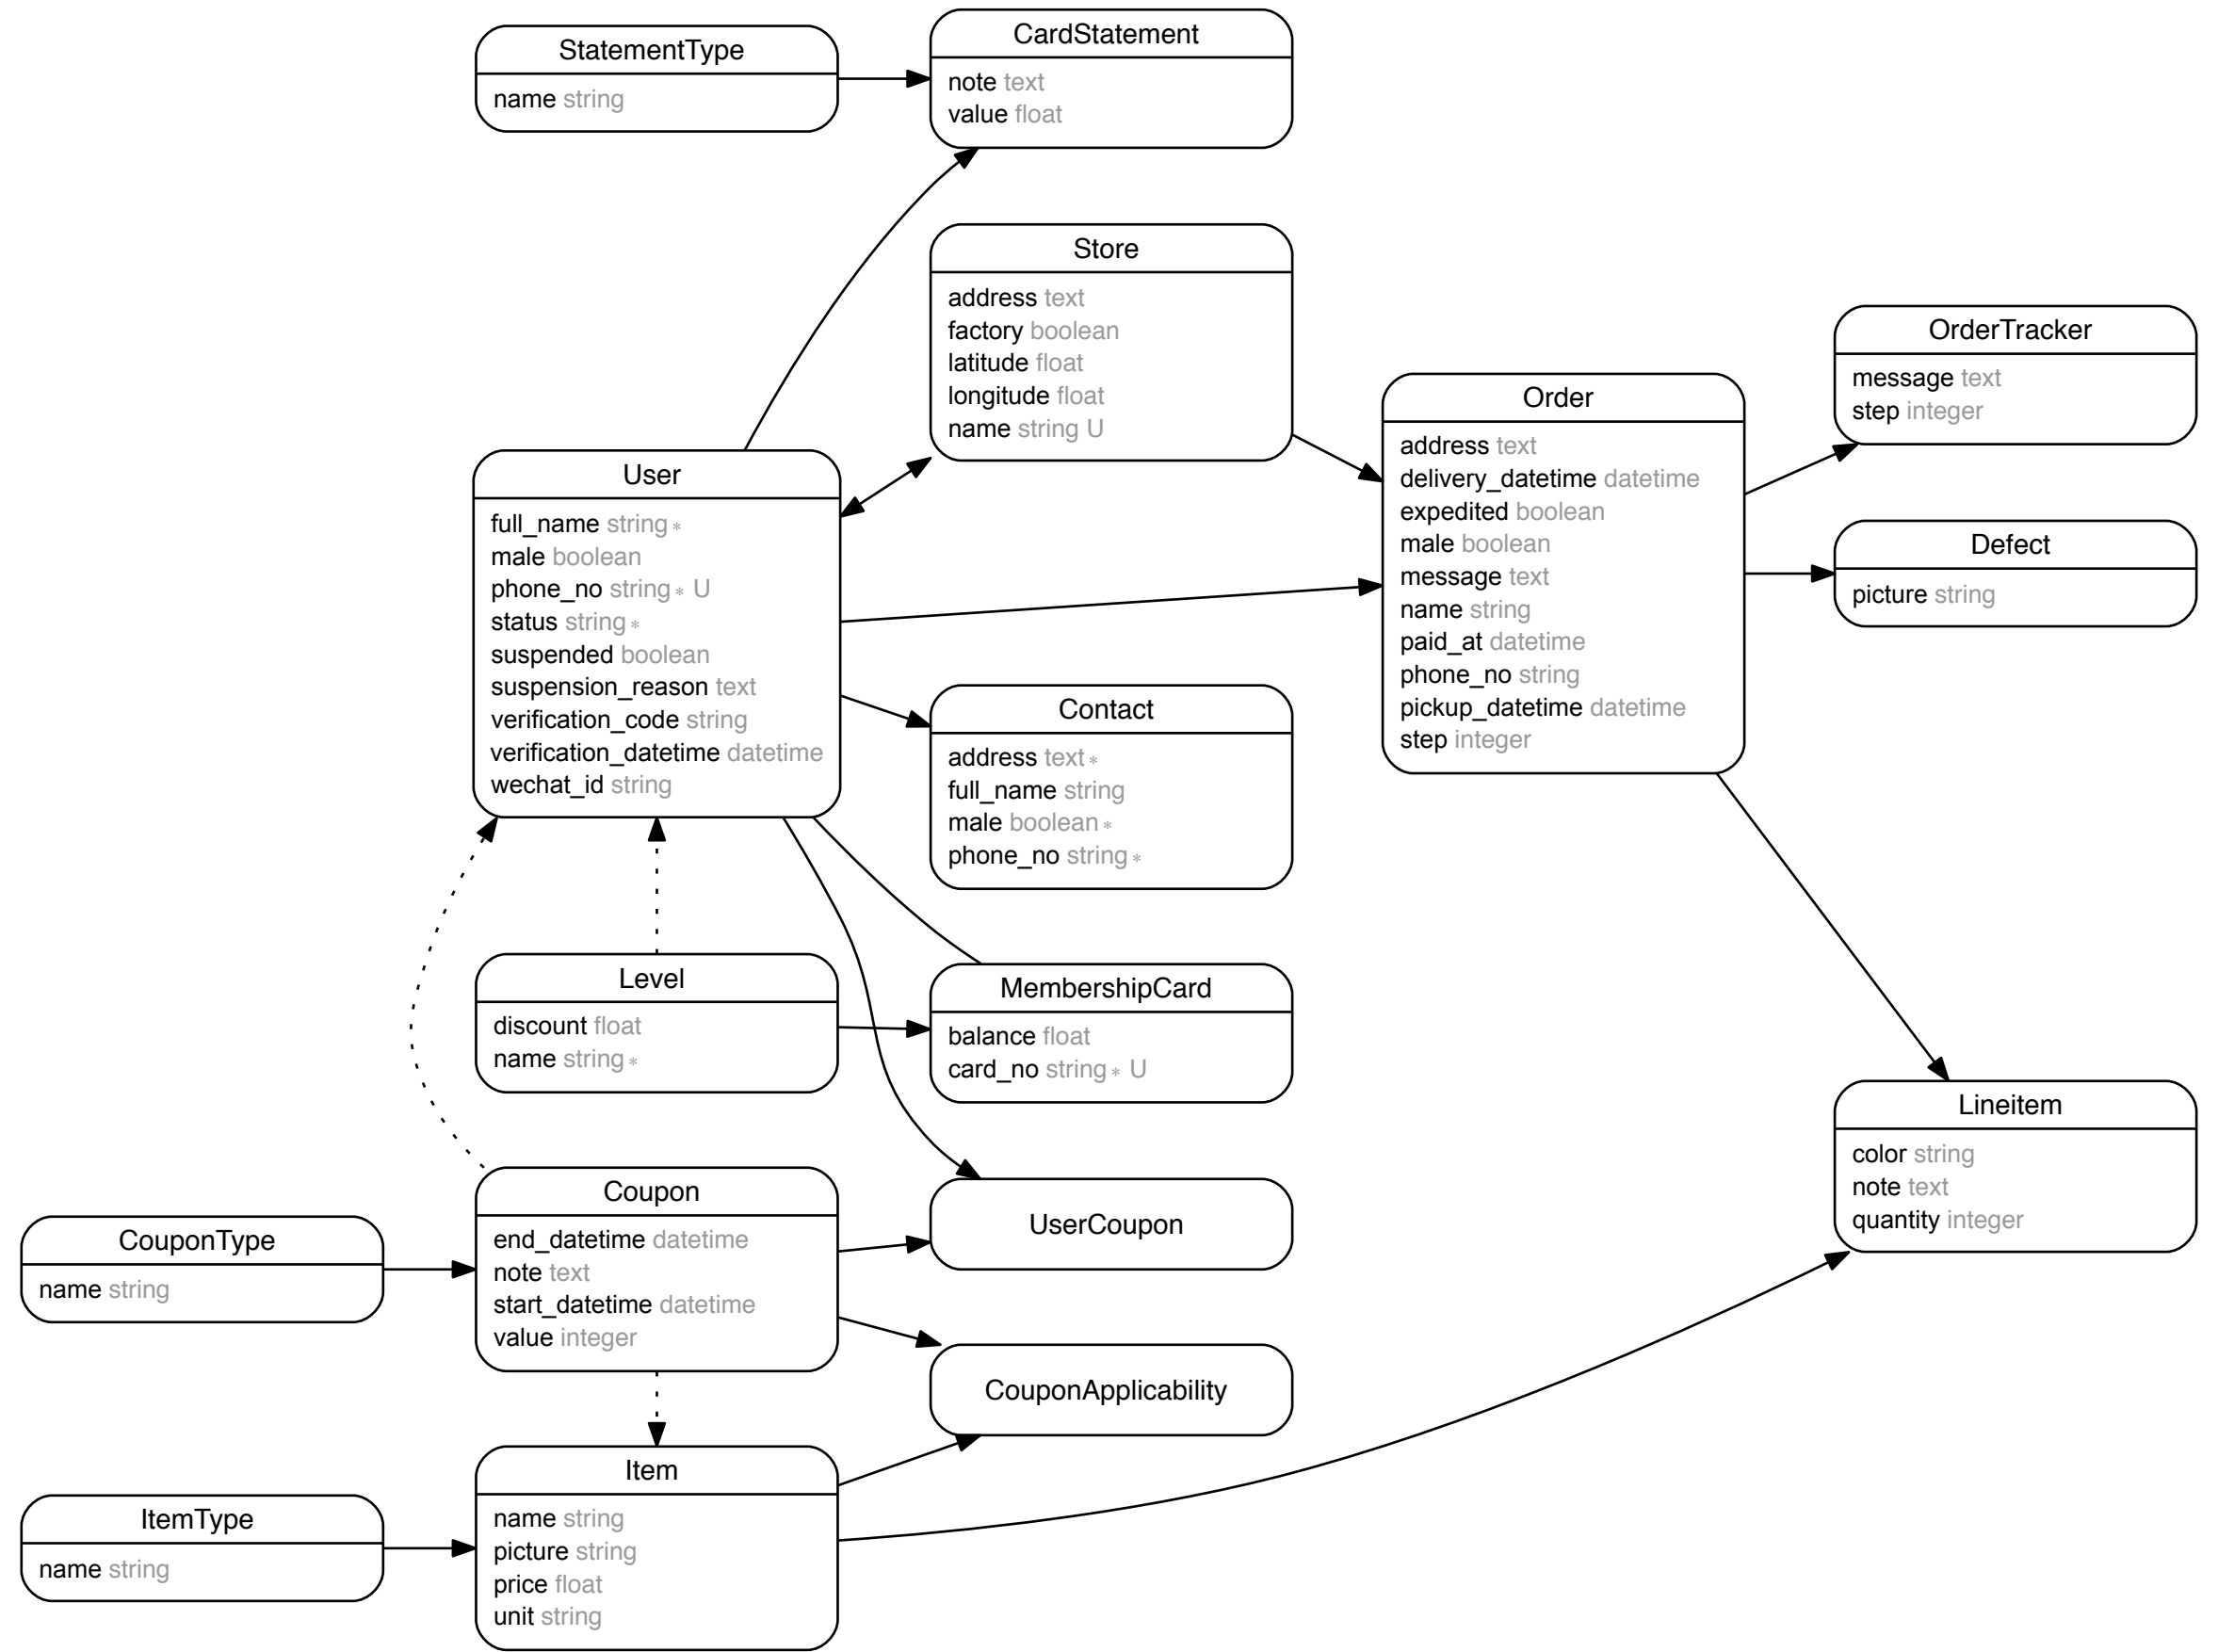 StatementType
name string
CardStatement
note text
value float
Store
address text
factory boolean
latitude float
longitude float
name string U
User
full_name string *
male boolean
phone_no string * U
status string *
suspended boolean
suspension_reason text
verification_code string
verification_datetime datetime
wechat_id string
Order
address text
delivery_datetime datetime
expedited boolean
male boolean
message text
name string
paid_at datetime
phone_no string
pickup_datetime datetime
step integer
OrderTracker
message text
step integer
Defect
picture string
Contact
address text *
full_name string
male boolean *
phone_no string *
Level
discount float
name string *
MembershipCard
balance float
card_no string * U
Lineitem
color string
note text
quantity integer
CouponType
name string
Coupon
end_datetime datetime
note text
start_datetime datetime
value integer
UserCoupon
CouponApplicability
ItemType
name string
Item
name string
picture string
price float
unit string